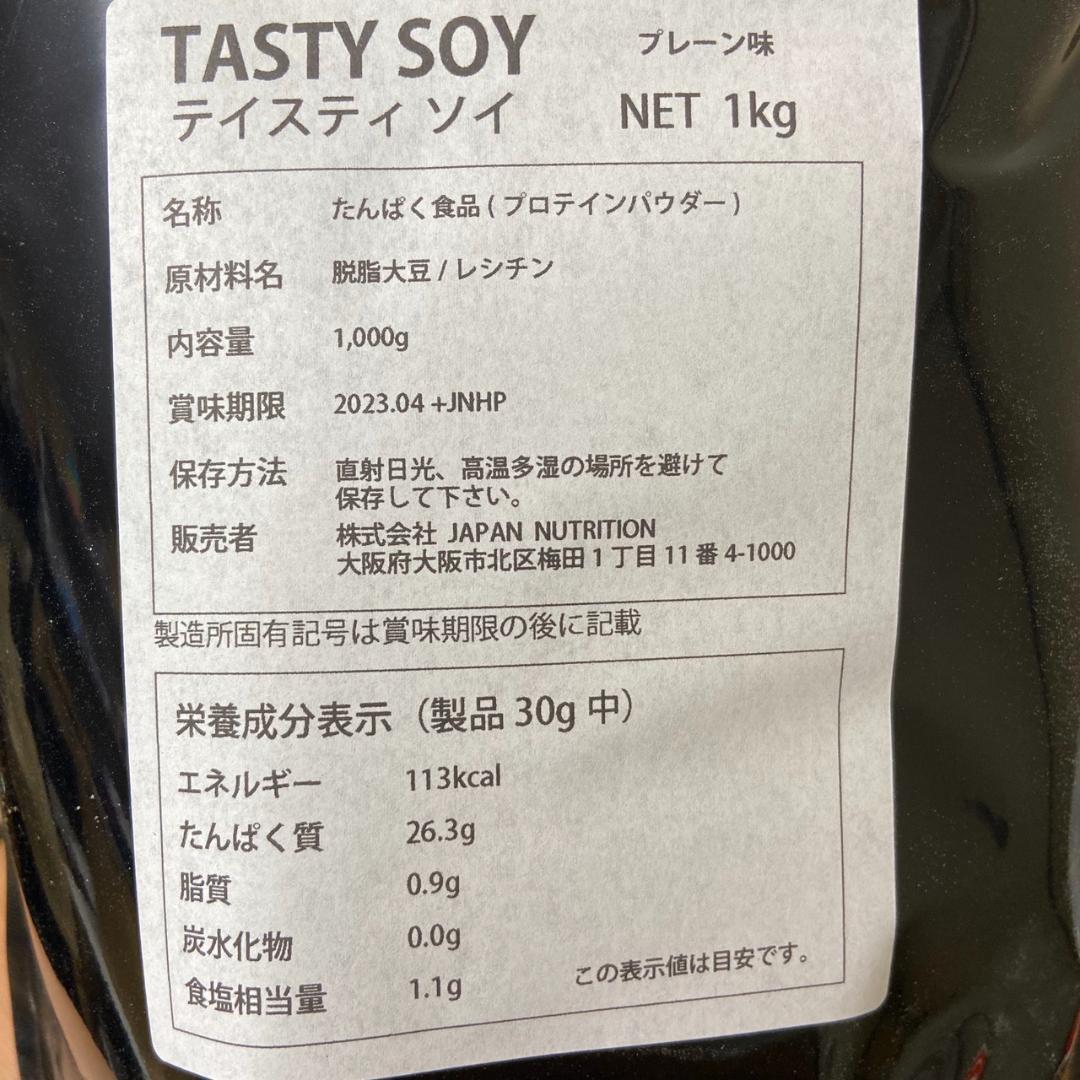 TASTY SOY プレーン味
テイスティ ソイ NET 1kg
名称 たんぱく食品 ( プロテインパウダー )
原材料名 脱脂大豆 / レシチン
内容量 1,000g
賞味期限 2023.04 +JNHP
保存方法 直射日光、高温多湿の場所を避けて
保存して下さい。
販売者 株式会社 JAPAN NUTRITION
大阪府大阪市北区梅田 1 丁目 11 番 4-1000
製造所固有記号は賞味期限の後に記載
栄養成分表示（製品 30g 中）
エネルギー 113kcal
たんぱく質 26.3g
脂質 0.9g
炭水化物 0.0g
食塩相当量 1.1g この表示値は目安です。